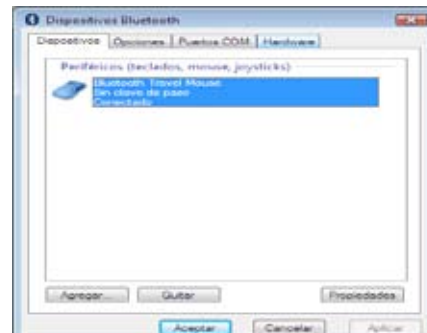 Dispositivos Bluetooth
Dispositivos Opciones Puertos COM Hardware
Periféricos (teclados, mouse, joysticks)
Bluetooth Travel Mouse
Sin clave de paso
Conectado
Agregar... Quitar Propiedades
Aceptar Cancelar Aplicar